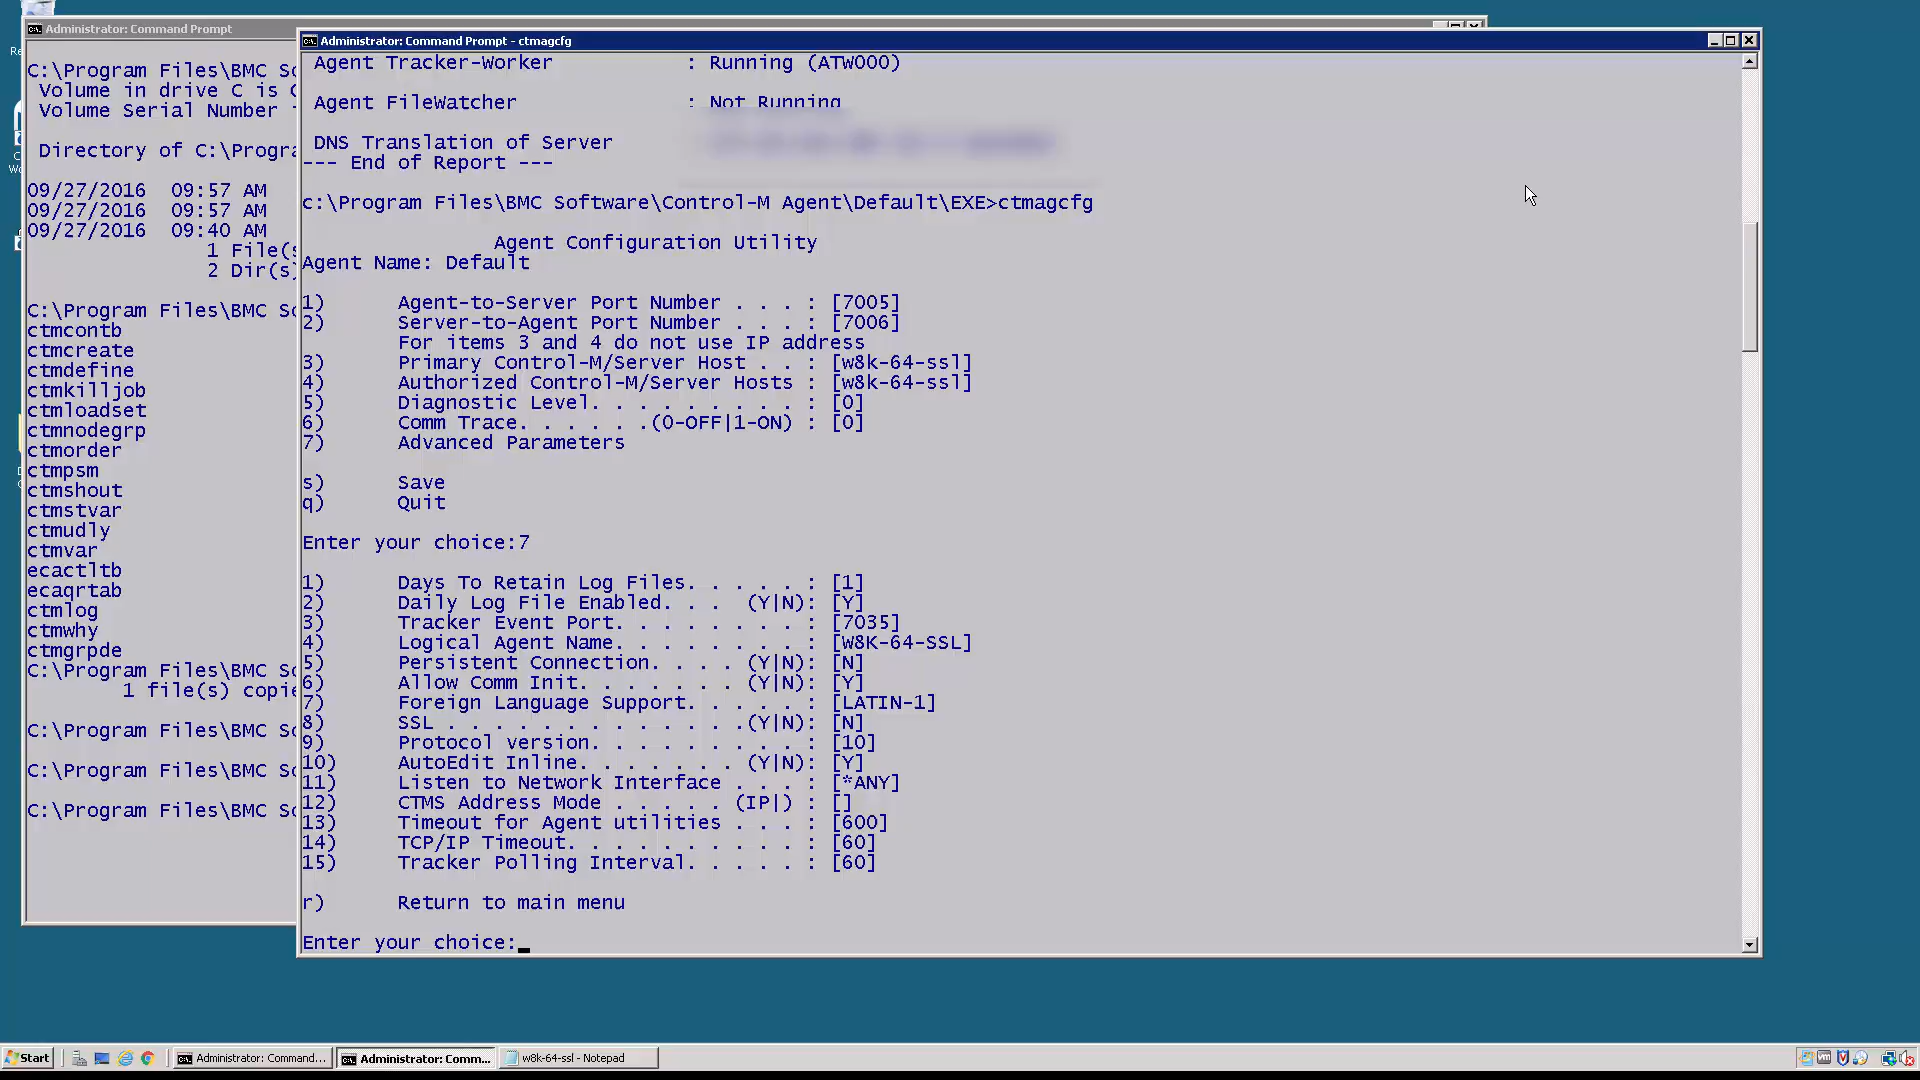 Administrator: Command Prompt
C:\Program Files\BMC So
Volume in drive C is
Volume Serial Number
Directory of C:\Progra
09/27/2016  09:57 AM
09/27/2016  09:57 AM
09/27/2016  09:40 AM
1 File(s
2 Dir(s)
C:\Program Files\BMC So
ctmcontb
ctmcreate
ctmdefine
ctmkilljob
ctmloadset
ctmnodegrp
ctmorder
ctmpsm
ctmshout
ctmstvar
ctmudly
ctmvar
ecactltb
ecaqrtab
ctmlog
ctmwhy
ctmgrpde
C:\Program Files\BMC So
1 file(s) copie
C:\Program Files\BMC So
C:\Program Files\BMC So
C:\Program Files\BMC So
Administrator: Command Prompt - ctmagcfg
Agent Tracker-Worker : Running (ATW000)
Agent FileWatcher : Not Running
DNS Translation of Server
--- End of Report ---
c:\Program Files\BMC Software\Control-M Agent\Default\EXE>ctmagcfg
Agent Configuration Utility
Agent Name: Default
1) Agent-to-Server Port Number . . . : [7005]
2) Server-to-Agent Port Number . . . : [7006]
For items 3 and 4 do not use IP address
3) Primary Control-M/Server Host . . : [w8k-64-ssl]
4) Authorized Control-M/Server Hosts : [w8k-64-ssl]
5) Diagnostic Level. . . . . . . . . : [0]
6) Comm Trace. . . . . .(0-OFF|1-ON) : [0]
7) Advanced Parameters
s) Save
q) Quit
Enter your choice:7
1) Days To Retain Log Files. . . . . : [1]
2) Daily Log File Enabled. . . (Y|N): [Y]
3) Tracker Event Port. . . . . . . . : [7035]
4) Logical Agent Name. . . . . . . . : [W8K-64-SSL]
5) Persistent Connection. . . . (Y|N): [N]
6) Allow Comm Init. . . . . . . (Y|N): [Y]
7) Foreign Language Support. . . . . : [LATIN-1]
8) SSL . . . . . . . . . . . . .(Y|N): [N]
9) Protocol version. . . . . . . . . : [10]
10) AutoEdit Inline. . . . . . . (Y|N): [Y]
11) Listen to Network Interface . . . : [*ANY]
12) CTMS Address Mode . . . . . (IP|) : []
13) Timeout for Agent utilities . . . : [600]
14) TCP/IP Timeout. . . . . . . . . . : [60]
15) Tracker Polling Interval. . . . . : [60]
r) Return to main menu
Enter your choice:
Start
Administrator: Command...
Administrator: Comm...
w8k-64-ssl - Notepad